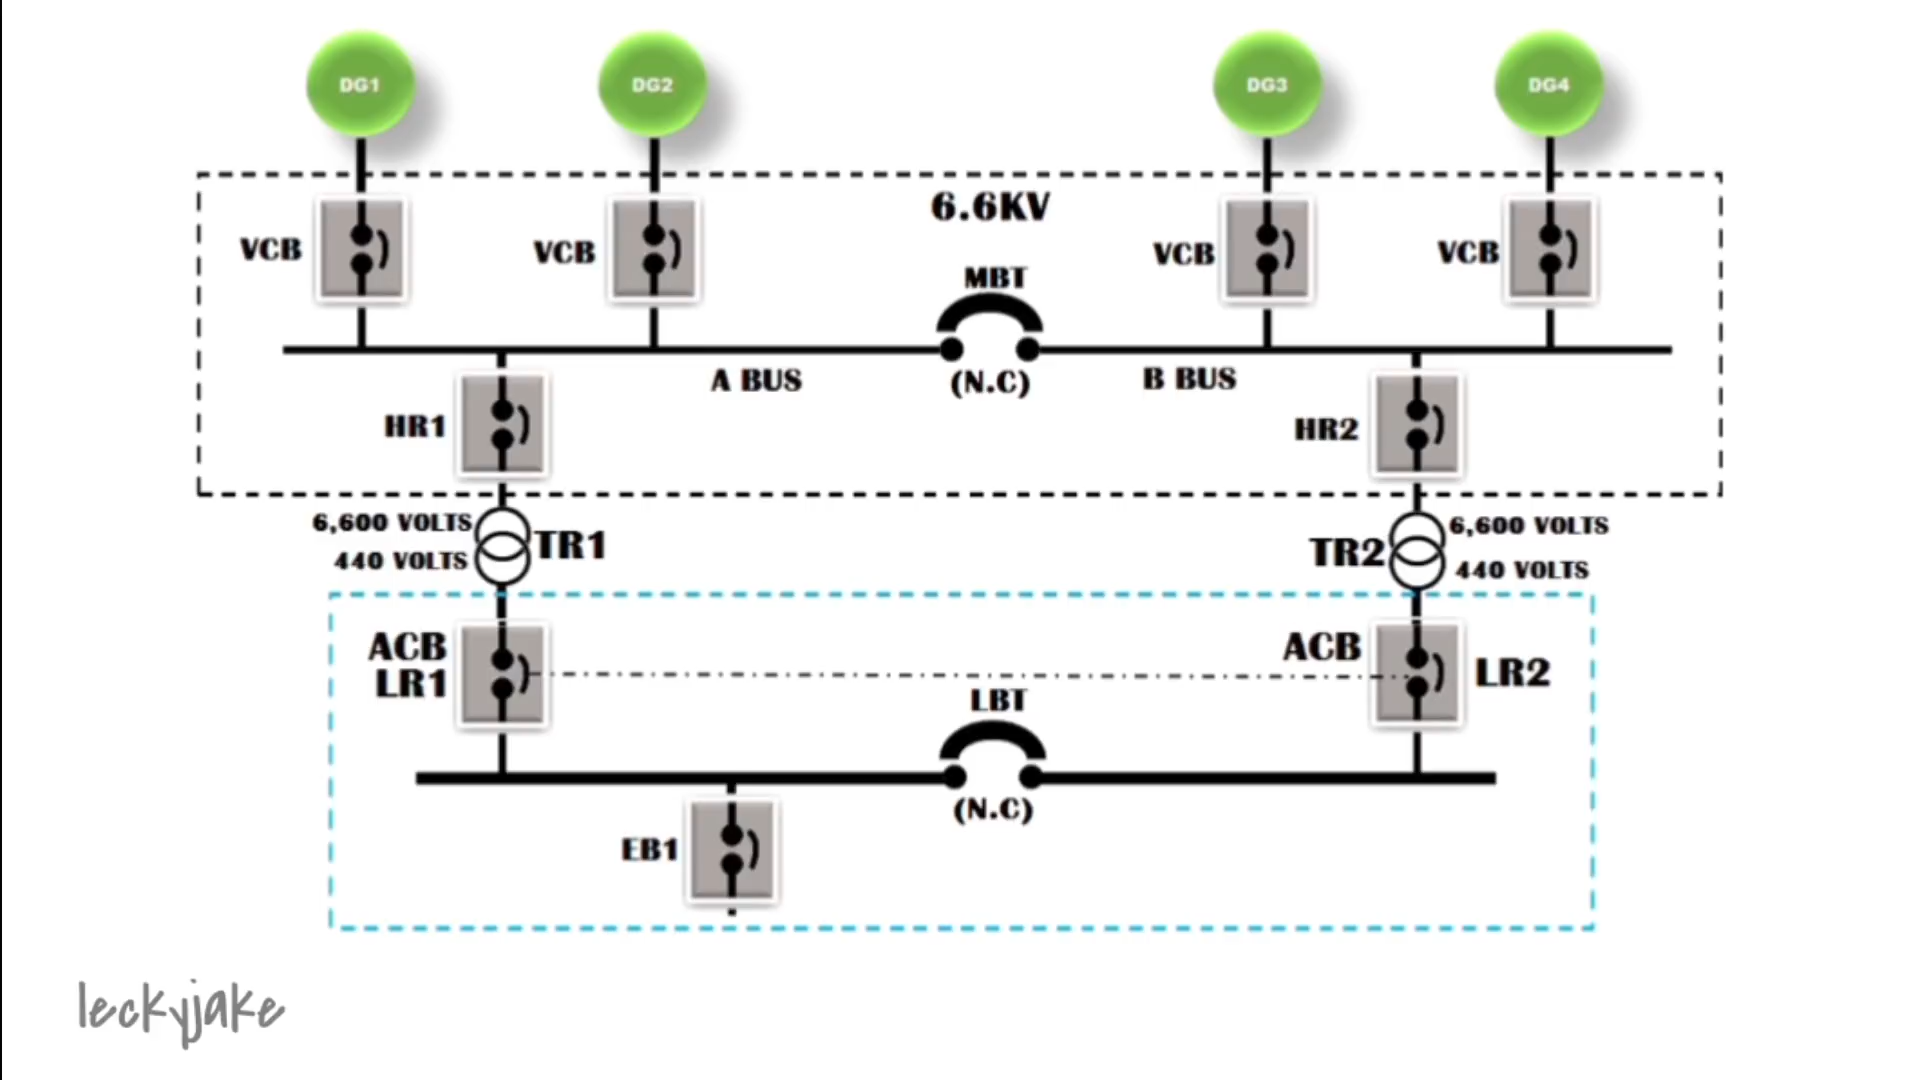 DG1
DG2
DG3
DG4
6.6KV
VCB
VCB
VCB
VCB
MBT
A BUS
(N.C)
B BUS
HR1
HR2
6,600 VOLTS
440 VOLTS
TR1
TR2
6,600 VOLTS
440 VOLTS
ACB
LR1
ACB
LR2
LBT
(N.C)
EB1
leckyjake